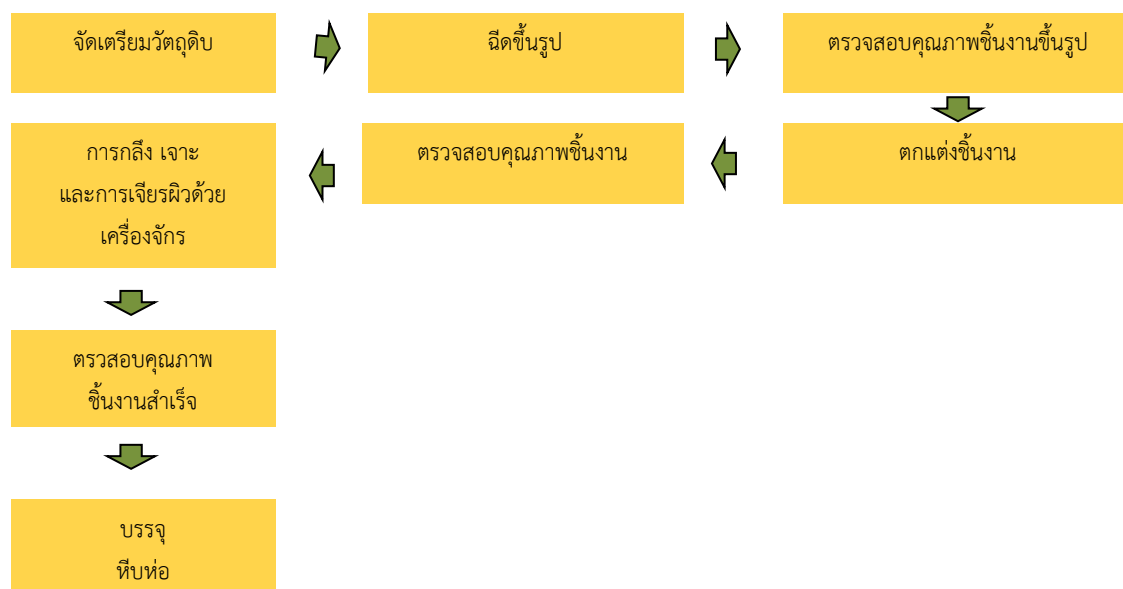 จัดเตรียมวัตถุดิบ
ฉีดขึ้นรูป
ตรวจสอบคุณภาพชิ้นงานขึ้นรูป
ตกแต่งชิ้นงาน
ตรวจสอบคุณภาพชิ้นงาน
การกลึง เจาะ
และการเจียรผิวด้วย
เครื่องจักร
ตรวสอบคุณภาพ
ชิ้นงานสำเร็จ
บรรจุ
หีบห่อ